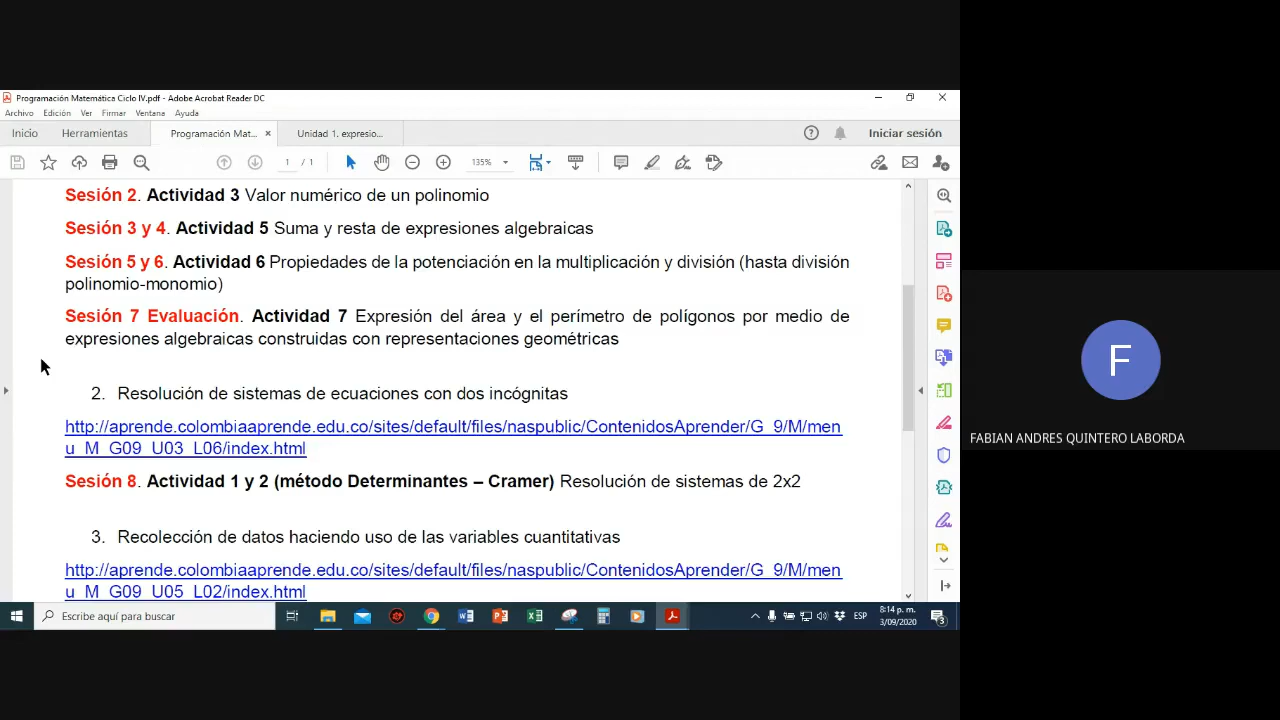 Programación Matemática Ciclo IV.pdf - Adobe Acrobat Reader DC
Archivo Edición Ver Firmar Ventana Ayuda
Inicio Herramientas Programación Mat... × Unidad 1. expresio... Iniciar sesión
1 / 1 135%
Sesión 2. Actividad 3 Valor numérico de un polinomio
Sesión 3 y 4. Actividad 5 Suma y resta de expresiones algebraicas
Sesión 5 y 6. Actividad 6 Propiedades de la potenciación en la multiplicación y división (hasta división
polinomio-monomio)
Sesión 7 Evaluación. Actividad 7 Expresión del área y el perímetro de polígonos por medio de
expresiones algebraicas construidas con representaciones geométricas
2. Resolución de sistemas de ecuaciones con dos incógnitas
http://aprende.colombiaaprende.edu.co/sites/default/files/naspublic/ContenidosAprender/G_9/M/men
u_M_G09_U03_L06/index.html
Sesión 8. Actividad 1 y 2 (método Determinantes – Cramer) Resolución de sistemas de 2x2
3. Recolección de datos haciendo uso de las variables cuantitativas
http://aprende.colombiaaprende.edu.co/sites/default/files/naspublic/ContenidosAprender/G_9/M/men
u_M_G09_U05_L02/index.html
F
FABIAN ANDRES QUINTERO LABORDA
Escribe aquí para buscar
ESP
8:14 p. m.
3/09/2020
3